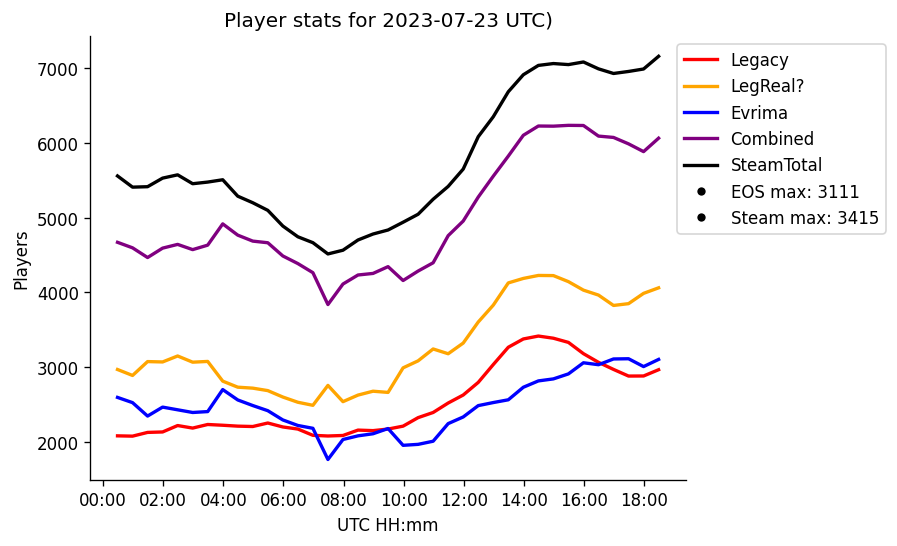 Player stats for 2023-07-23 UTC)
Players
7000
6000
5000
4000
3000
2000
00:00 02:00 04:00 06:00 08:00 10:00 12:00 14:00 16:00 18:00
UTC HH:mm
Legacy
LegReal?
Evrima
Combined
SteamTotal
EOS max: 3111
Steam max: 3415